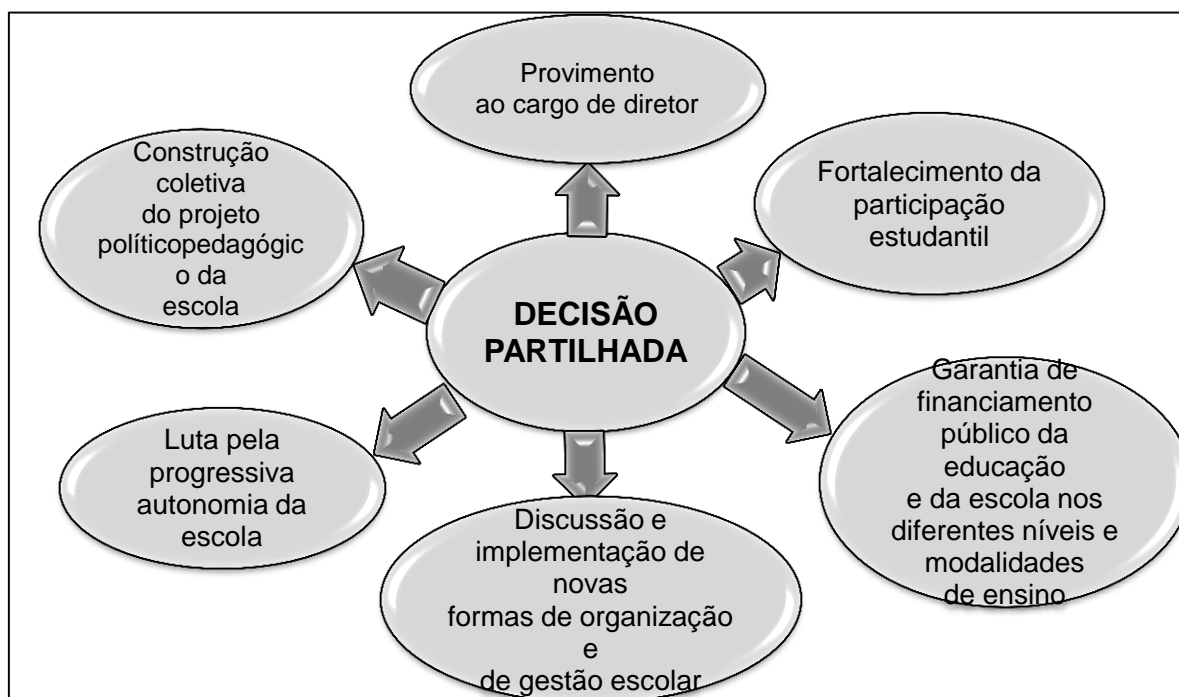 Provimento
ao cargo de diretor
Construção
coletiva
do projeto
políticopedagógic
o da
escola
Fortalecimento da
participação
estudantil
DECISÃO
PARTILHADA
Luta pela
progressiva
autonomia da
escola
Garantia de
financiamento
público da
educação
e da escola nos
diferentes níveis e
modalidades
de ensino
Discussão e
implementação de
novas
formas de organização
e
de gestão escolar